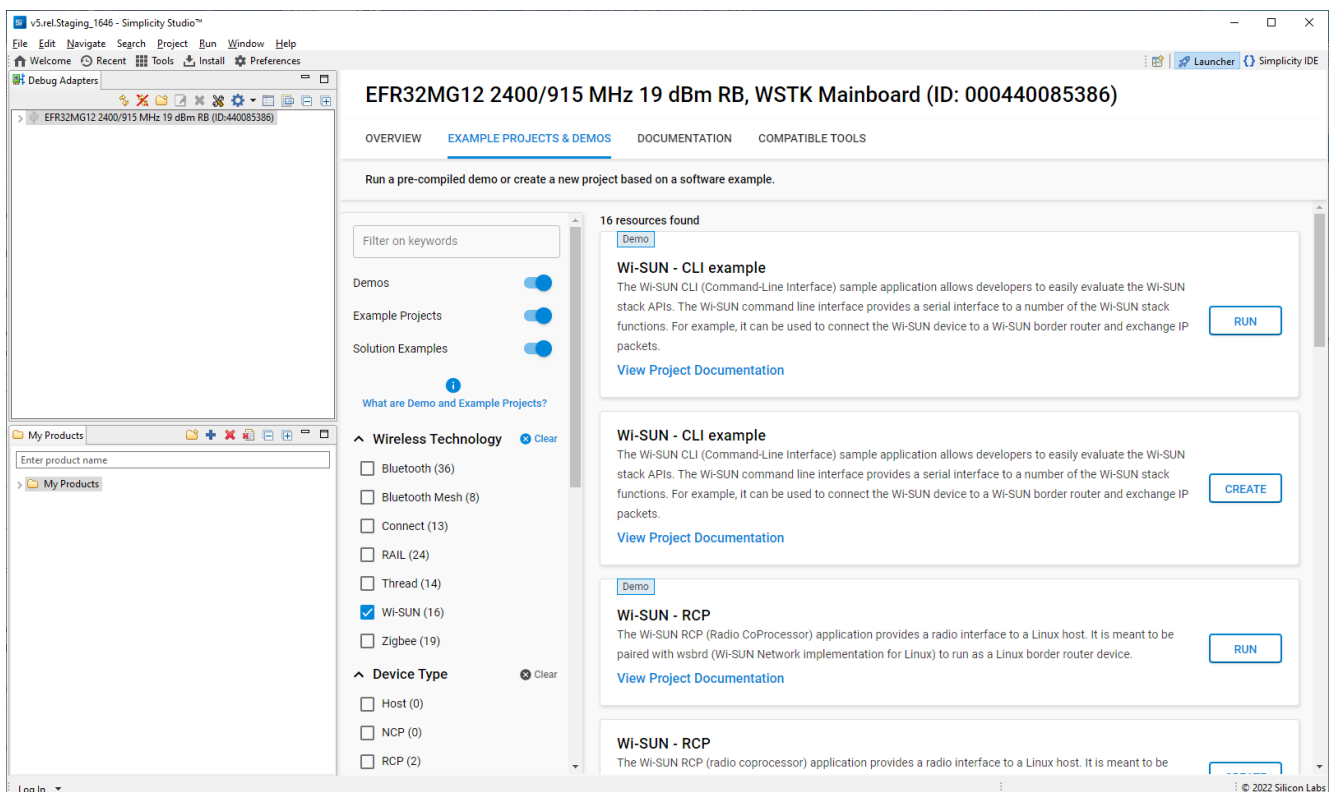 v5.rel.Staging_1646 - Simplicity Studio™
File Edit Navigate Search Project Run Window Help
Welcome Recent Tools Install Preferences
Launcher {} Simplicity IDE
Debug Adapters
EFR32MG12 2400/915 MHz 19 dBm RB (ID:440085386)
My Products
Enter product name
My Products
EFR32MG12 2400/915 MHz 19 dBm RB, WSTK Mainboard (ID: 000440085386)
OVERVIEW EXAMPLE PROJECTS & DEMOS DOCUMENTATION COMPATIBLE TOOLS
Run a pre-compiled demo or create a new project based on a software example.
Filter on keywords
Demos
Example Projects
Solution Examples
What are Demo and Example Projects?
Wireless Technology Clear
Bluetooth (36)
Bluetooth Mesh (8)
Connect (13)
RAIL (24)
Thread (14)
Wi-SUN (16)
Zigbee (19)
Device Type Clear
Host (0)
NCP (0)
RCP (2)
16 resources found
Demo
Wi-SUN - CLI example
The Wi-SUN CLI (Command-Line Interface) sample application allows developers to easily evaluate the Wi-SUN
stack APIs. The Wi-SUN command line interface provides a serial interface to a number of the Wi-SUN stack
functions. For example, it can be used to connect the Wi-SUN device to a Wi-SUN border router and exchange IP
packets.
View Project Documentation
RUN
Wi-SUN - CLI example
The Wi-SUN CLI (Command-Line Interface) sample application allows developers to easily evaluate the Wi-SUN
stack APIs. The Wi-SUN command line interface provides a serial interface to a number of the Wi-SUN stack
functions. For example, it can be used to connect the Wi-SUN device to a Wi-SUN border router and exchange IP
packets.
View Project Documentation
CREATE
Demo
Wi-SUN - RCP
The Wi-SUN RCP (Radio CoProcessor) application provides a radio interface to a Linux host. It is meant to be
paired with wsbrd (Wi-SUN Network implementation for Linux) to run as a Linux border router device.
View Project Documentation
RUN
Wi-SUN - RCP
The Wi-SUN RCP (radio coprocessor) application provides a radio interface to a Linux host. It is meant to be
Log In
© 2022 Silicon Labs